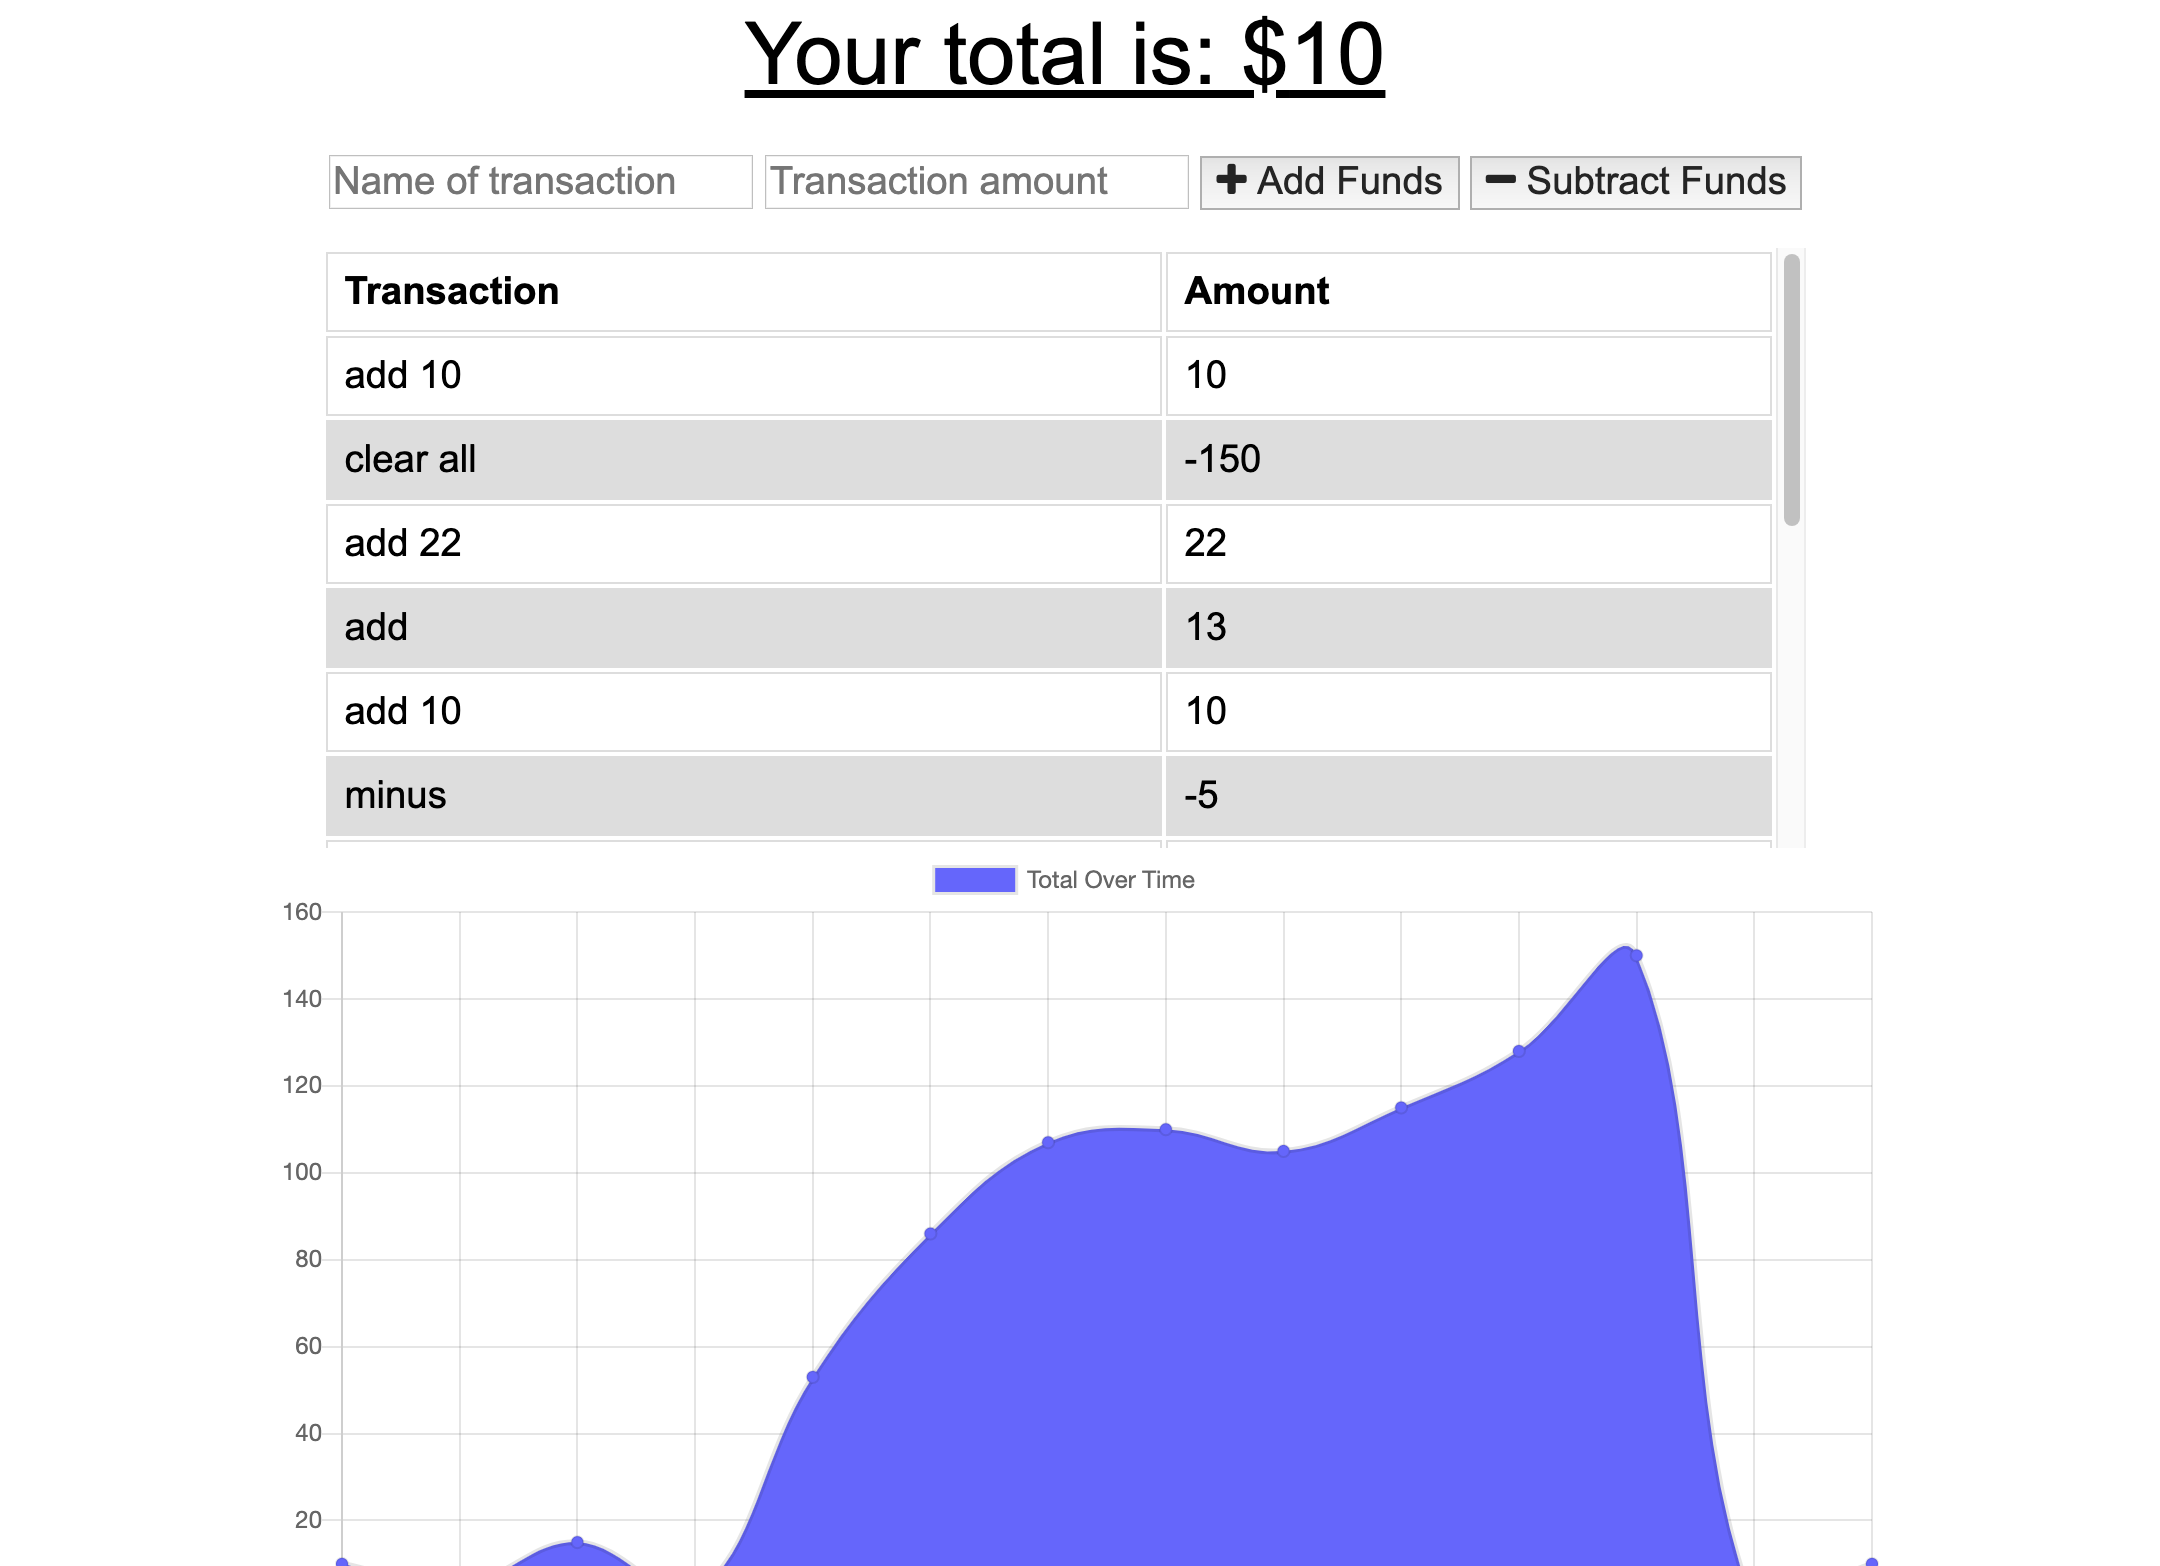 Your total is: $10
Name of transaction Transaction amount + Add Funds − Subtract Funds
Transaction Amount
add 10 10
clear all -150
add 22 22
add 13
add 10 10
minus -5
Total Over Time
160
140
120
100
80
60
40
20